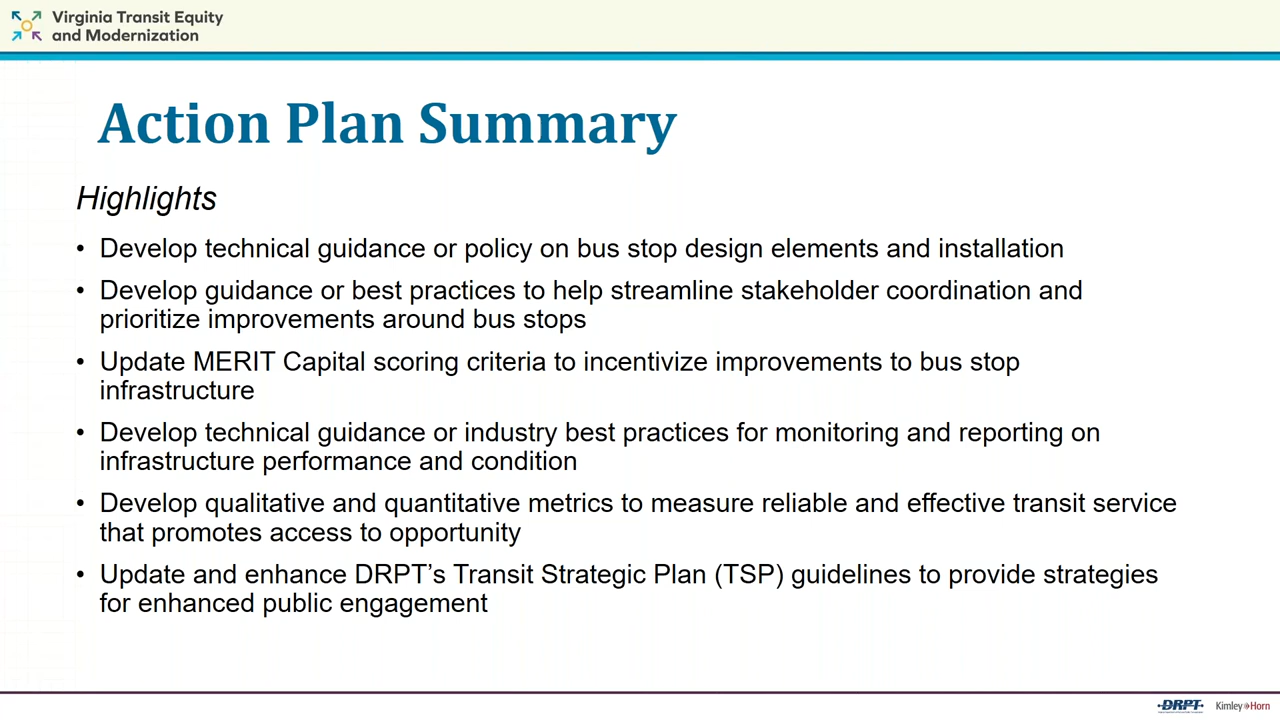 Virginia Transit Equity
and Modernization
Action Plan Summary
Highlights
• Develop technical guidance or policy on bus stop design elements and installation
• Develop guidance or best practices to help streamline stakeholder coordination and
prioritize improvements around bus stops
• Update MERIT Capital scoring criteria to incentivize improvements to bus stop
infrastructure
• Develop technical guidance or industry best practices for monitoring and reporting on
infrastructure performance and condition
• Develop qualitative and quantitative metrics to measure reliable and effective transit service
that promotes access to opportunity
• Update and enhance DRPT’s Transit Strategic Plan (TSP) guidelines to provide strategies
for enhanced public engagement
DRPT Kimley»Horn